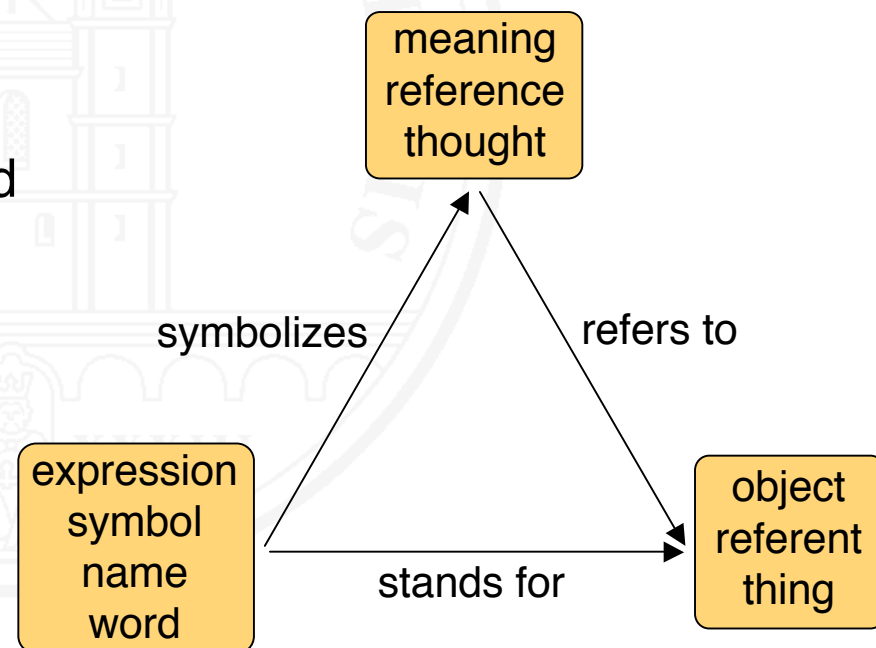 meaning
reference
thought
d
symbolizes
refers to
expression
symbol
name
word
object
referent
thing
stands for